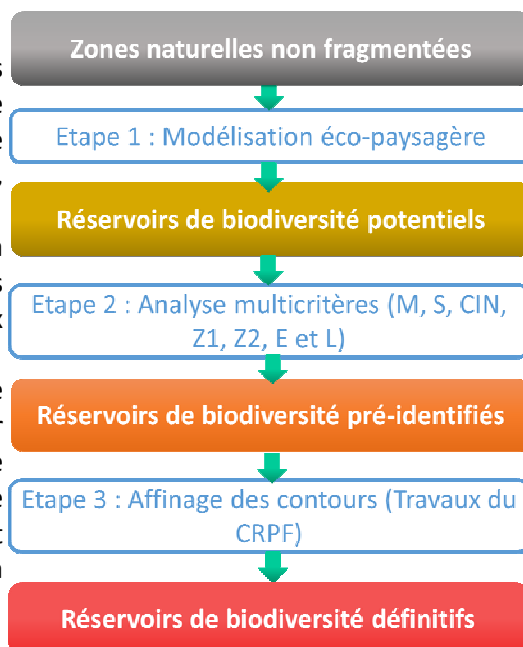 Zones naturelles non fragmentées
Etape 1 : Modélisation éco-paysagère
Réservoirs de biodiversité potentiels
Etape 2 : Analyse multicritères (M, S, CIN,
Z1, Z2, E et L)
Réservoirs de biodiversité pré-identifiés
Etape 3 : Affinage des contours (Travaux du
CRPF)
Réservoirs de biodiversité définitifs